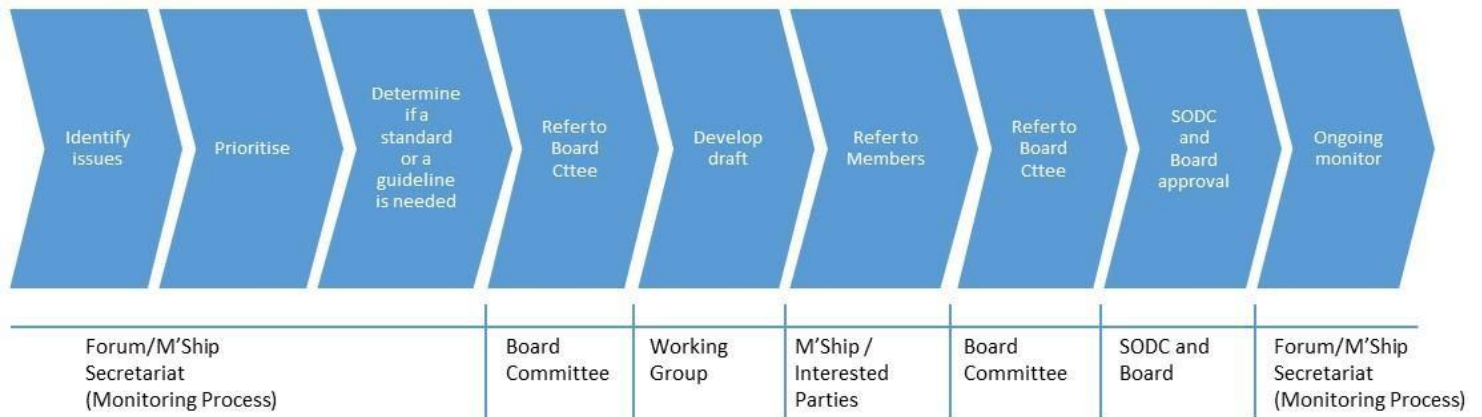 Identify
issues
Prioritise
Determine
if a
standard
or a
guideline
is needed
Refer to
Board
Cttee
Develop
draft
Refer to
Members
Refer to
Board
Cttee
SODC
and
Board
approval
Ongoing
monitor
Forum/M'Ship
Secretariat
(Monitoring Process)
Board
Committee
Working
Group
M'Ship /
Interested
Parties
Board
Committee
SODC and
Board
Forum/M'Ship
Secretariat
(Monitoring Process)